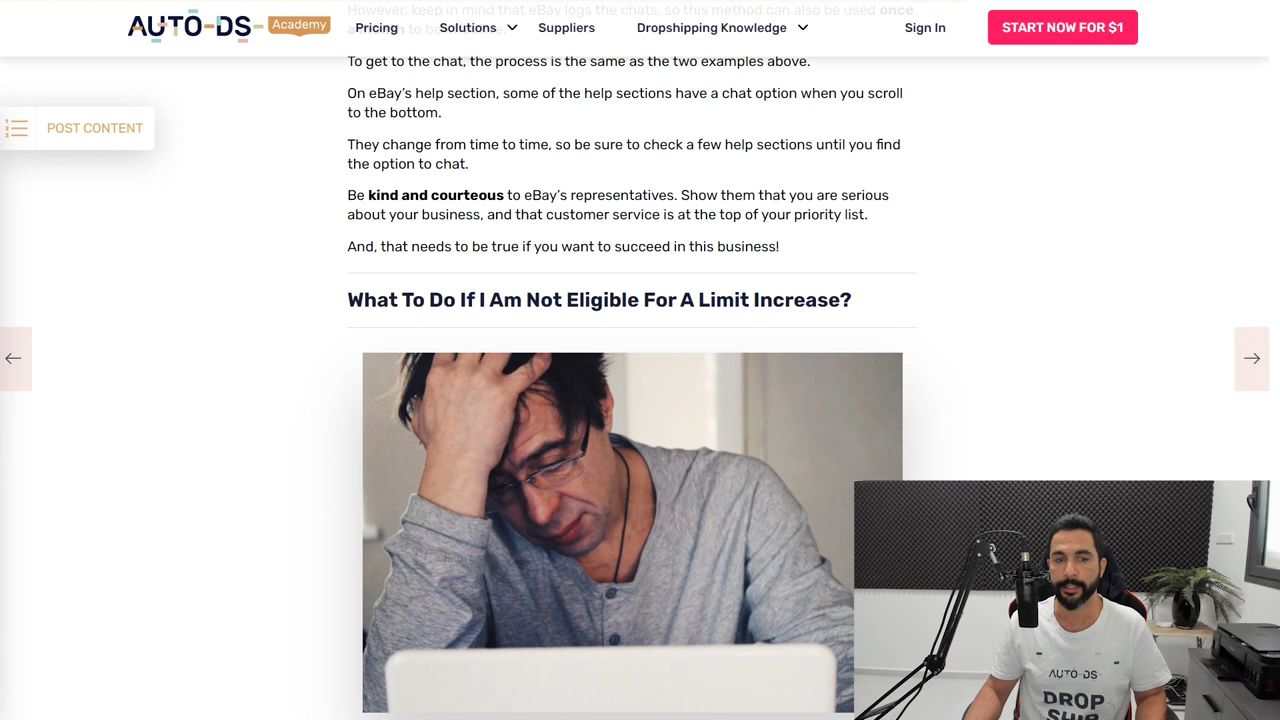 AUTO-DS Academy
Pricing
Solutions
Suppliers
Dropshipping Knowledge
Sign In
START NOW FOR $1
However, keep in mind that eBay logs the chats, so this method can also be used once
a month to be
To get to the chat, the process is the same as the two examples above.
On eBay’s help section, some of the help sections have a chat option when you scroll
to the bottom.
POST CONTENT
They change from time to time, so be sure to check a few help sections until you find
the option to chat.
Be kind and courteous to eBay’s representatives. Show them that you are serious
about your business, and that customer service is at the top of your priority list.
And, that needs to be true if you want to succeed in this business!
What To Do If I Am Not Eligible For A Limit Increase?
AUTO-DS
DROP
SHIP